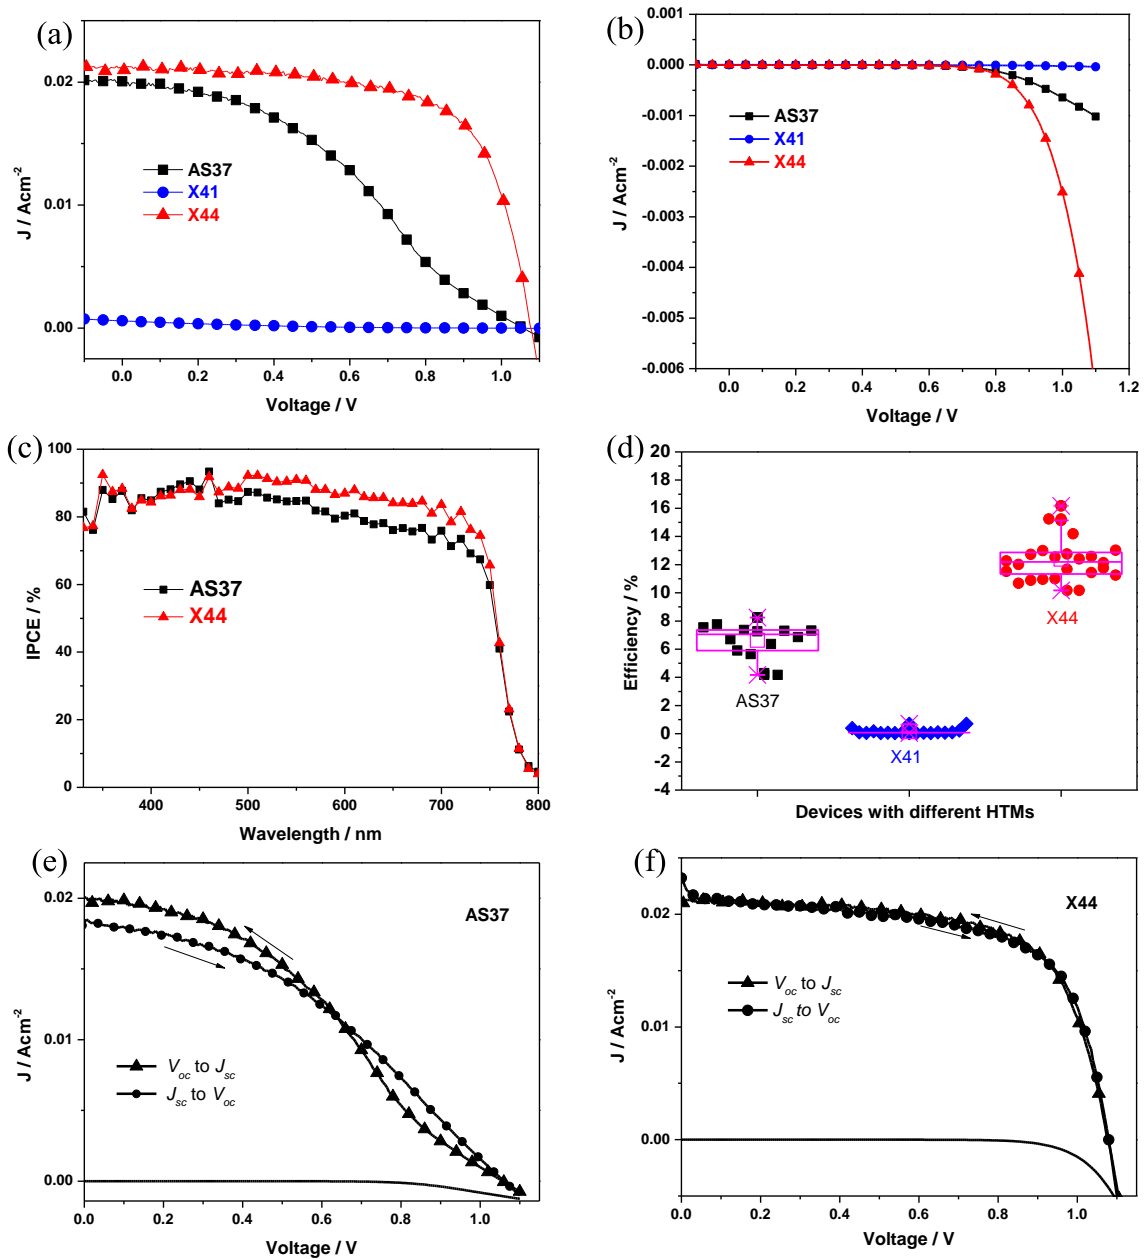 (a)
0.02
0.01
0.00
J / Acm-2
AS37
X41
X44
0.0 0.2 0.4 0.6 0.8 1.0
Voltage / V
(b)
0.001
0.000
-0.001
-0.002
-0.003
-0.004
-0.005
-0.006
J / Acm-2
AS37
X41
X44
0.0 0.2 0.4 0.6 0.8 1.0 1.2
Voltage / V
(c)
100
80
60
40
20
0
IPCE / %
AS37
X44
400 500 600 700 800
Wavelength / nm
(d)
20
18
16
14
12
10
8
6
4
2
0
-2
-4
Efficiency / %
AS37
X41
X44
Devices with different HTMs
(e)
AS37
0.02
0.01
0.00
J / Acm-2
Voc to Jsc
Jsc to Voc
0.0 0.2 0.4 0.6 0.8 1.0
Voltage / V
(f)
X44
0.02
0.01
0.00
J / Acm-2
Voc to Jsc
Jsc to Voc
0.0 0.2 0.4 0.6 0.8 1.0
Voltage / V